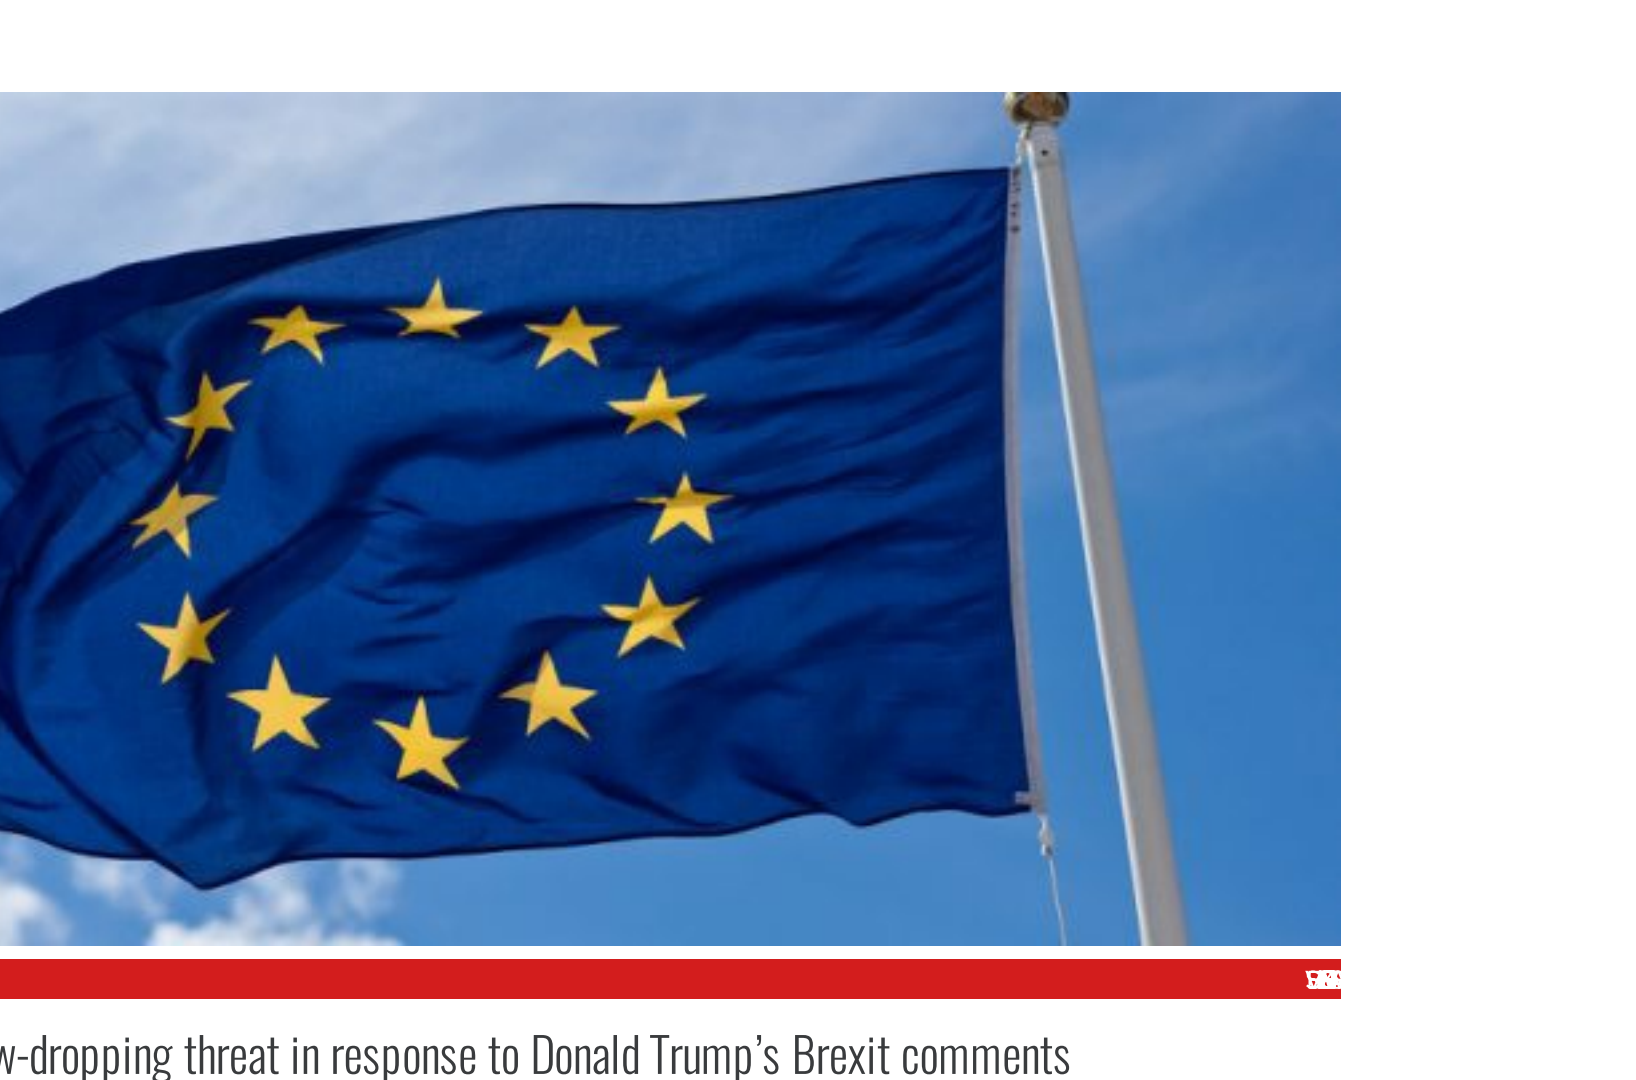 w-dropping threat in response to Donald Trump’s Brexit comments